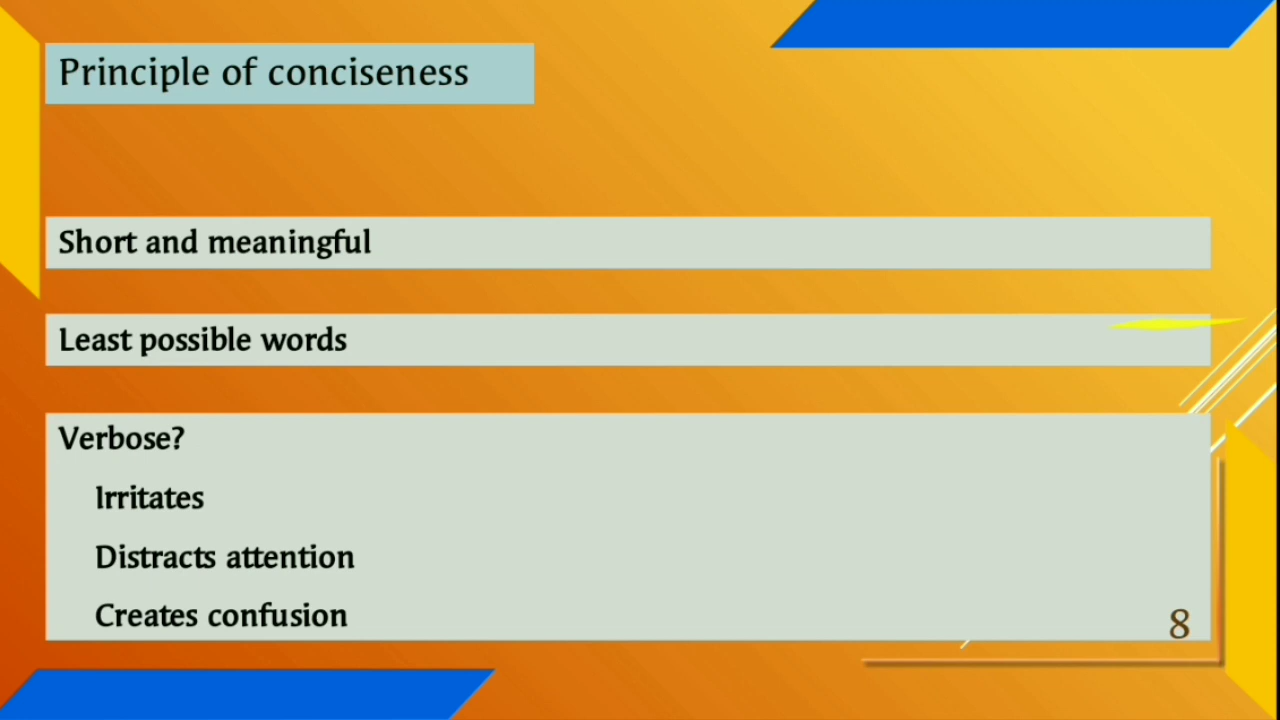 Principle of conciseness
Short and meaningful
Least possible words
Verbose?
Irritates
Distracts attention
Creates confusion
8